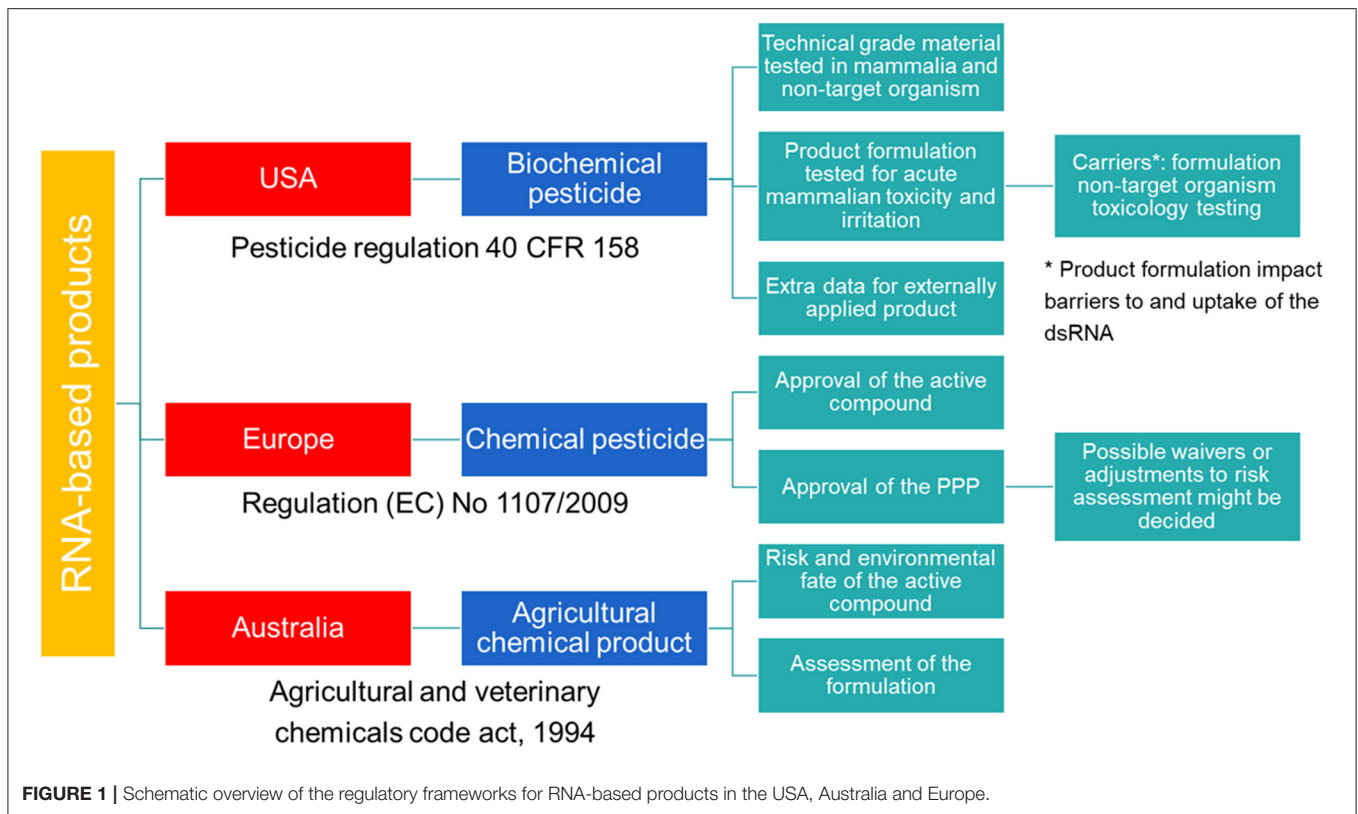 RNA-based products
USA
Biochemical
pesticide
Pesticide regulation 40 CFR 158
Technical grade material
tested in mammalia and
non-target organism
Product formulation
tested for acute
mammalian toxicity and
irritation
Carriers*: formulation
non-target organism
toxicology testing
* Product formulation impact
barriers to and uptake of the
dsRNA
Extra data for externally
applied product
Europe
Chemical pesticide
Regulation (EC) No 1107/2009
Approval of the active
compound
Approval of the PPP
Possible waivers or
adjustments to risk
assessment might be
decided
Australia
Agricultural
chemical product
Agricultural and veterinary
chemicals code act, 1994
Risk and environmental
fate of the active
compound
Assessment of the
formulation
FIGURE 1 | Schematic overview of the regulatory frameworks for RNA-based products in the USA, Australia and Europe.